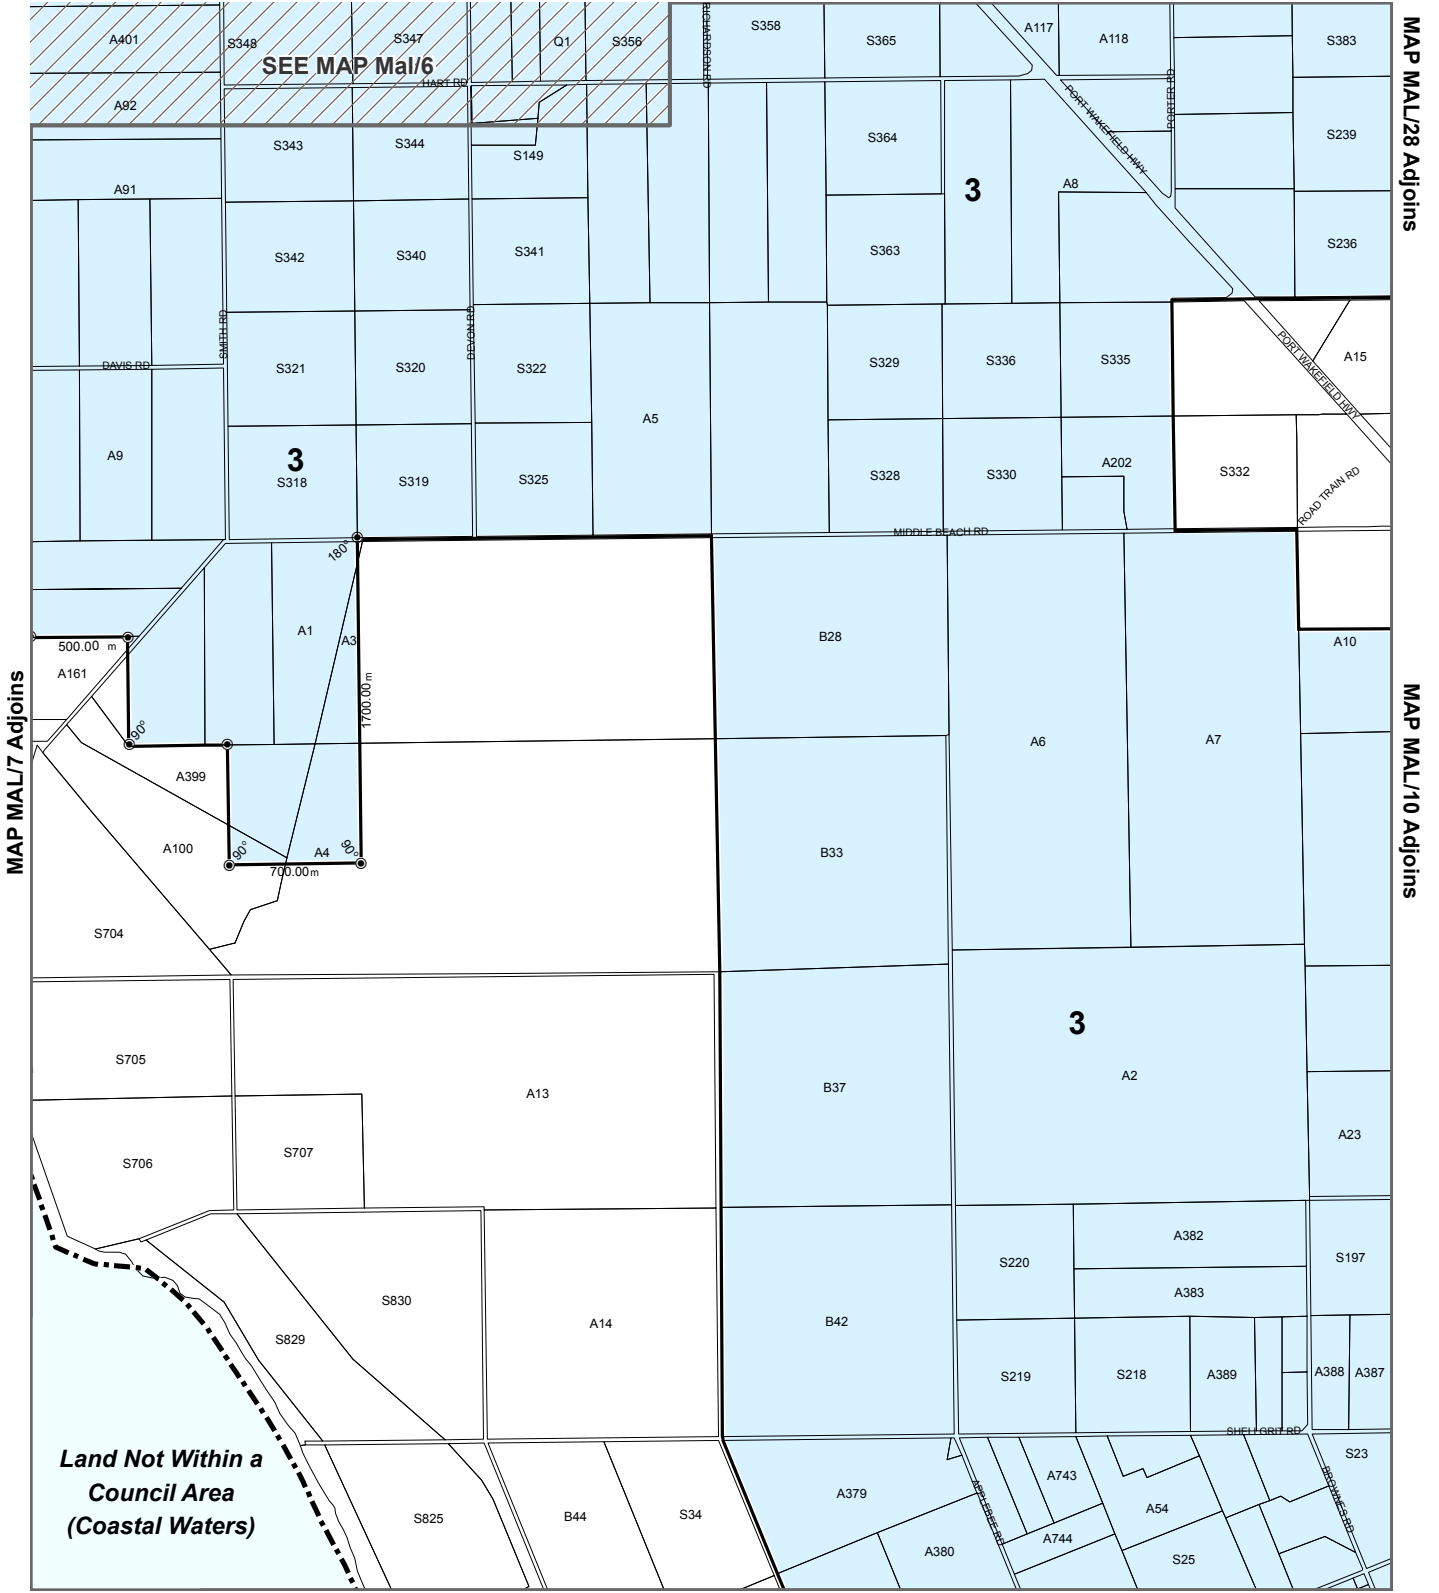 A401
S348
S347
Q1
S356
RICHARDSON RD
S358
S365
A117
A118
S383
SEE MAP Mal/6
HART RD
A92
PORT WAKEFIELD HWY
PORTER RD
MAP MAL/28 Adjoins
S343
S344
S149
S364
S239
A91
3
A8
S342
S340
S341
S363
S236
SMITH RD
DEVON RD
DAVIS RD
S321
S320
S322
S329
S336
S335
PORT WAKEFIELD HWY
A15
A5
A9
3
S318
S319
S325
S328
S330
A202
S332
ROAD TRAIN RD
MIDDLE BEACH RD
180°
A1
A3
B28
A10
500.00 m
A161
1700.00 m
MAP MAL/7 Adjoins
MAP MAL/10 Adjoins
90°
A6
A7
A399
A100
90°
A4
90°
700.00 m
B33
S704
3
S705
A13
B37
A2
A23
S706
S707
A382
S220
S197
A383
S830
S829
A14
B42
S219
S218
A389
A388
A387
SHELLGRIT RD
Land Not Within a
Council Area
(Coastal Waters)
S23
A743
A379
APPLEBEE RD
BROWNES RD
A54
S825
B44
S34
A744
A380
S25